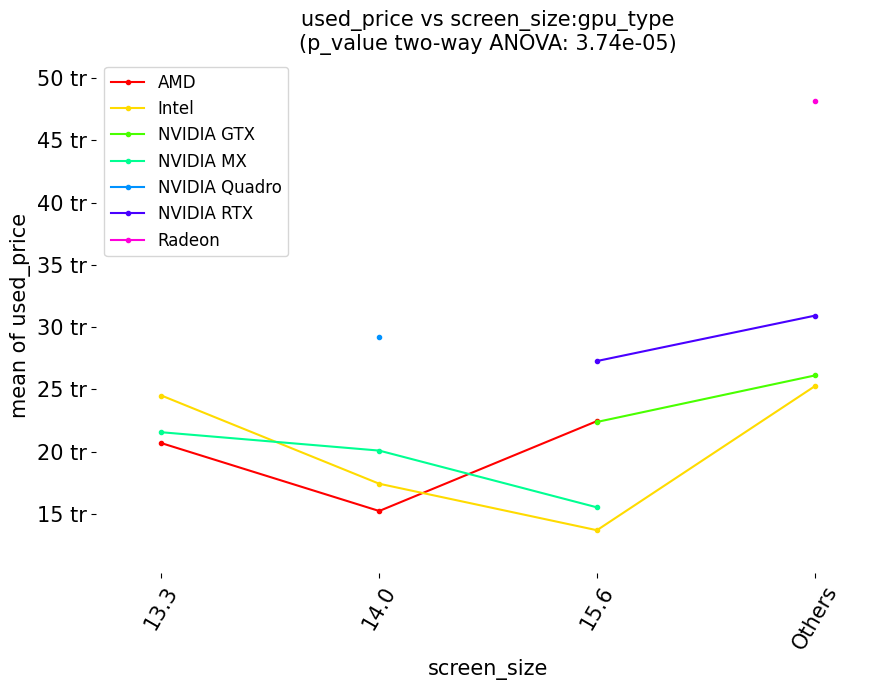 used_price vs screen_size:gpu_type
(p_value two-way ANOVA: 3.74e-05)
AMD
Intel
NVIDIA GTX
NVIDIA MX
NVIDIA Quadro
NVIDIA RTX
Radeon
50 tr
45 tr
40 tr
35 tr
30 tr
25 tr
20 tr
15 tr
mean of used_price
13.3
14.0
15.6
Others
screen_size